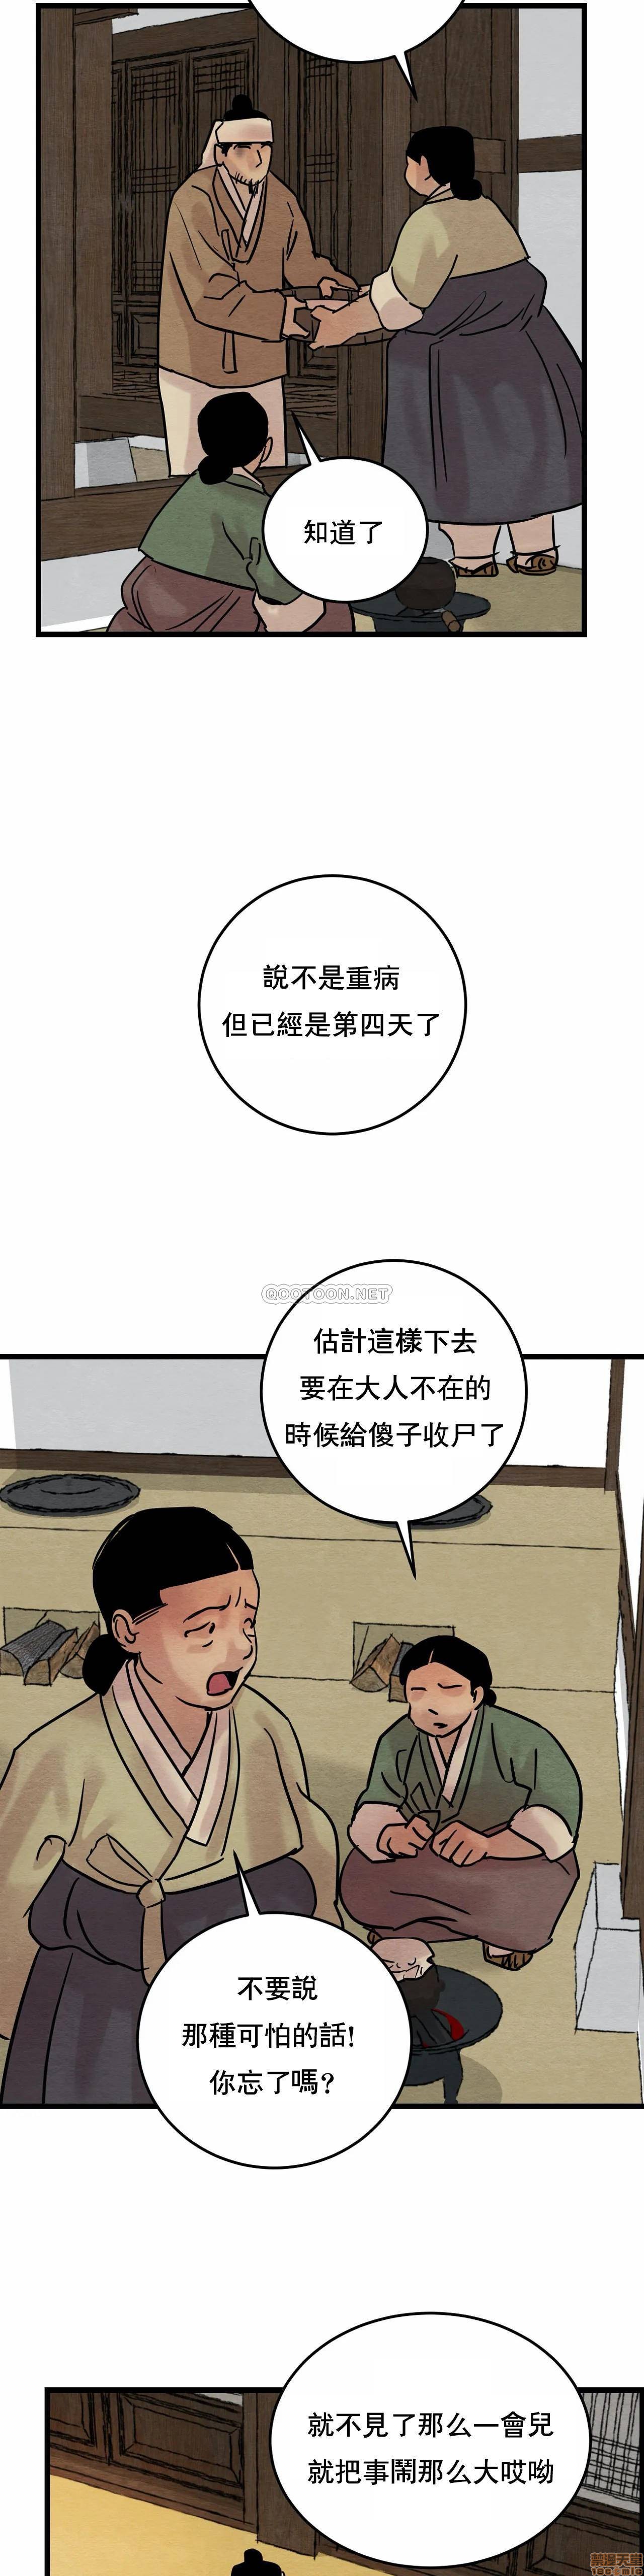 知道了
說不是重病
但已經是第四天了
QOOTOON.NET
估計這樣下去
要在大人不在的
時候給傻子收尸了
不要說
那種可怕的話!
你忘了嗎?
就不見了那么一會兒
就把事鬧那么大哎呦